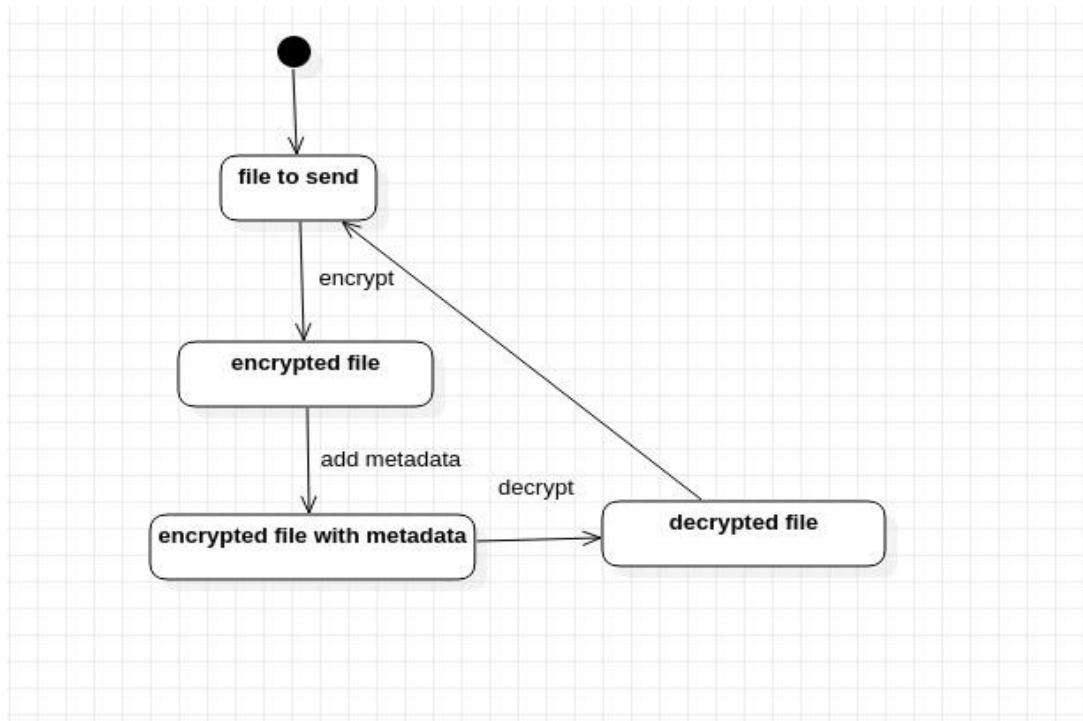 file to send
encrypt
encrypted file
add metadata
decrypt
encrypted file with metadata
decrypted file